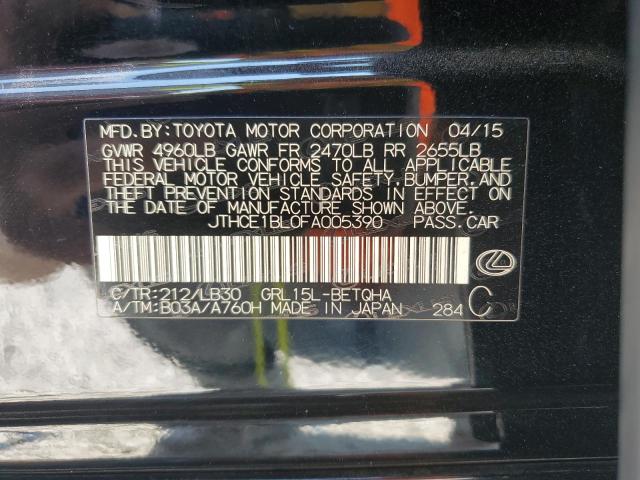 MFD. BY: TOYOTA MOTOR CORPORATION 04/15
GVWR 4960LB GAWR FR 2470LB RR 2655LB
THIS VEHICLE CONFORMS TO ALL APPLICABLE
FEDERAL MOTOR VEHICLE SAFETY, BUMPER, AND
THEFT PREVENTION STANDARDS IN EFFECT ON
THE DATE OF MANUFACTURE SHOWN ABOVE.
JTHCE1BL0FA005390 PASS. CAR
C/TR: 212/LB30 GRL15L-BETQHA
A/TM: B03A/A760H MADE IN JAPAN 284 C